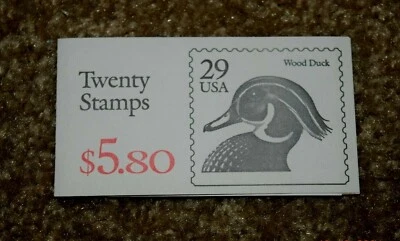 Twenty
Stamps
$5.80
29
USA
Wood Duck